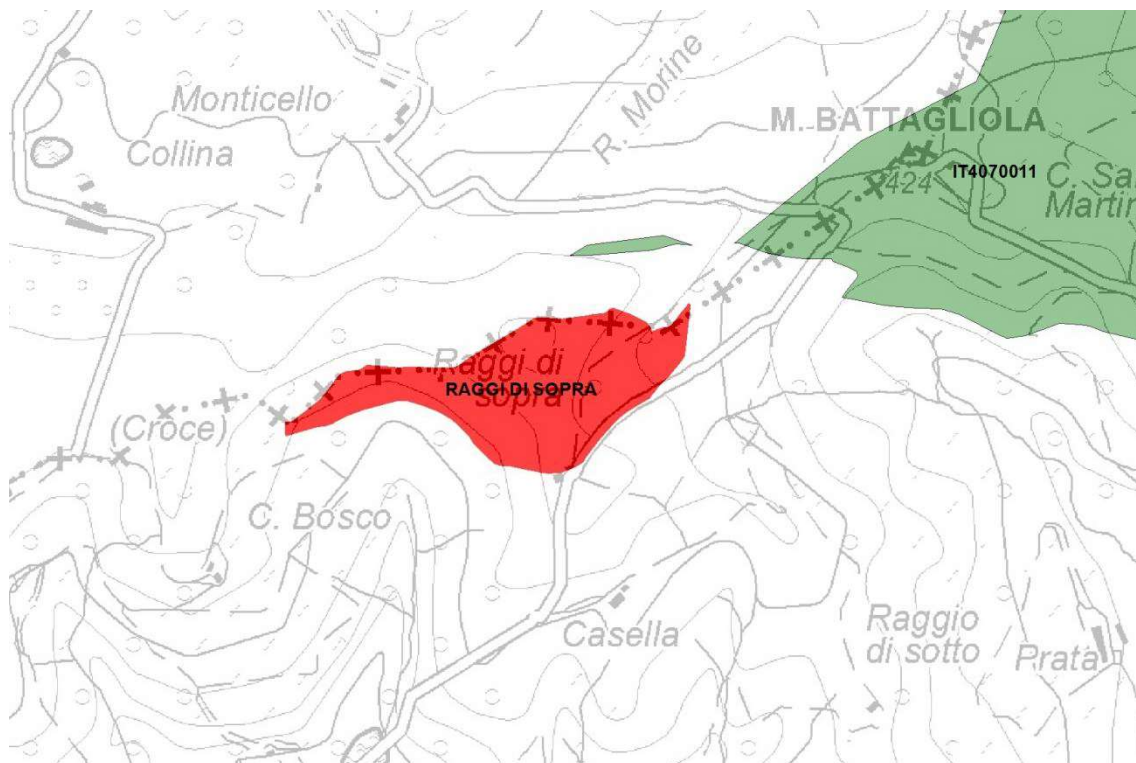 R. Morine
Monticello
Collina
M. BATTAGLIOLA
IT4070011
424
C. Sa
Martin
Raggi di
sopra
RAGGI DI SOPRA
(Croce)
C. Bosco
Casella
Raggio
di sotto
Prata